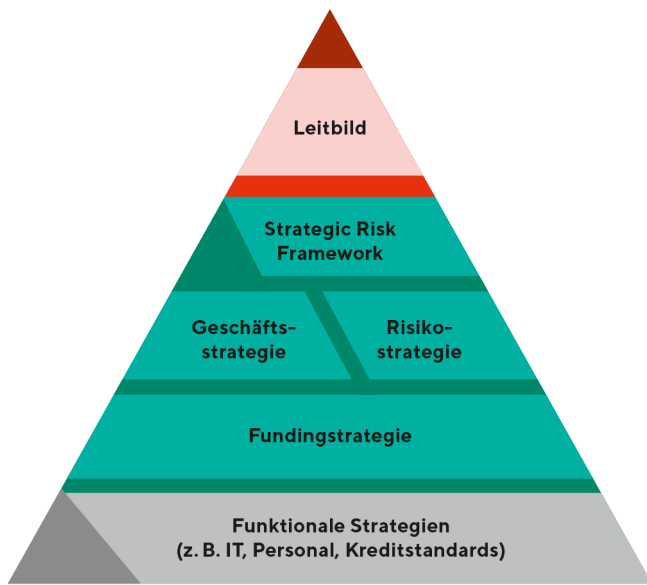 Leitbild
Strategic Risk
Framework
Geschäfts-
strategie
Risiko-
strategie
Fundingstrategie
Funktionale Strategien
(z. B. IT, Personal, Kreditstandards)